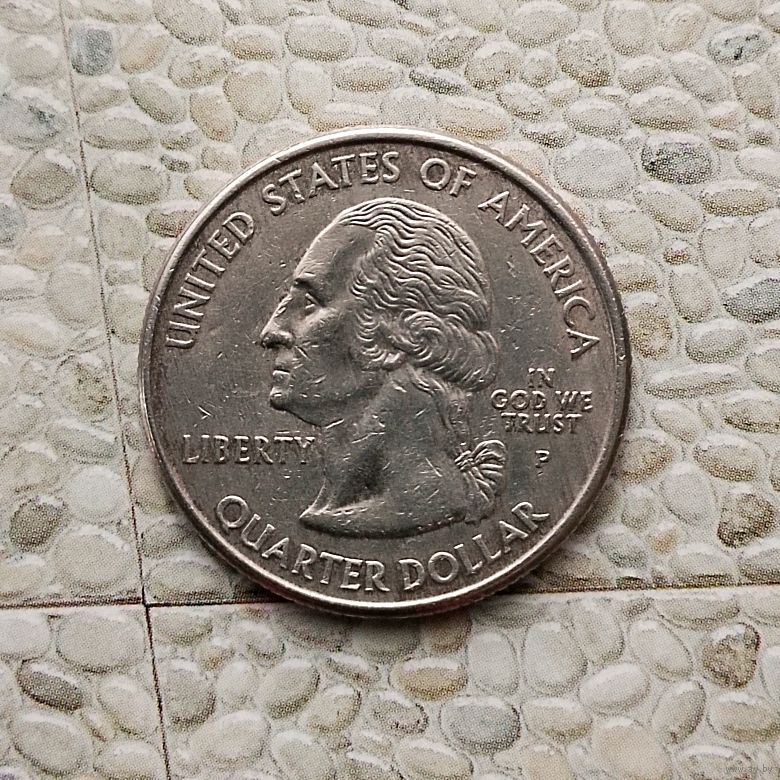 UNITED STATES OF AMERICA
LIBERTY
IN
GOD WE
TRUST
P
QUARTER DOLLAR